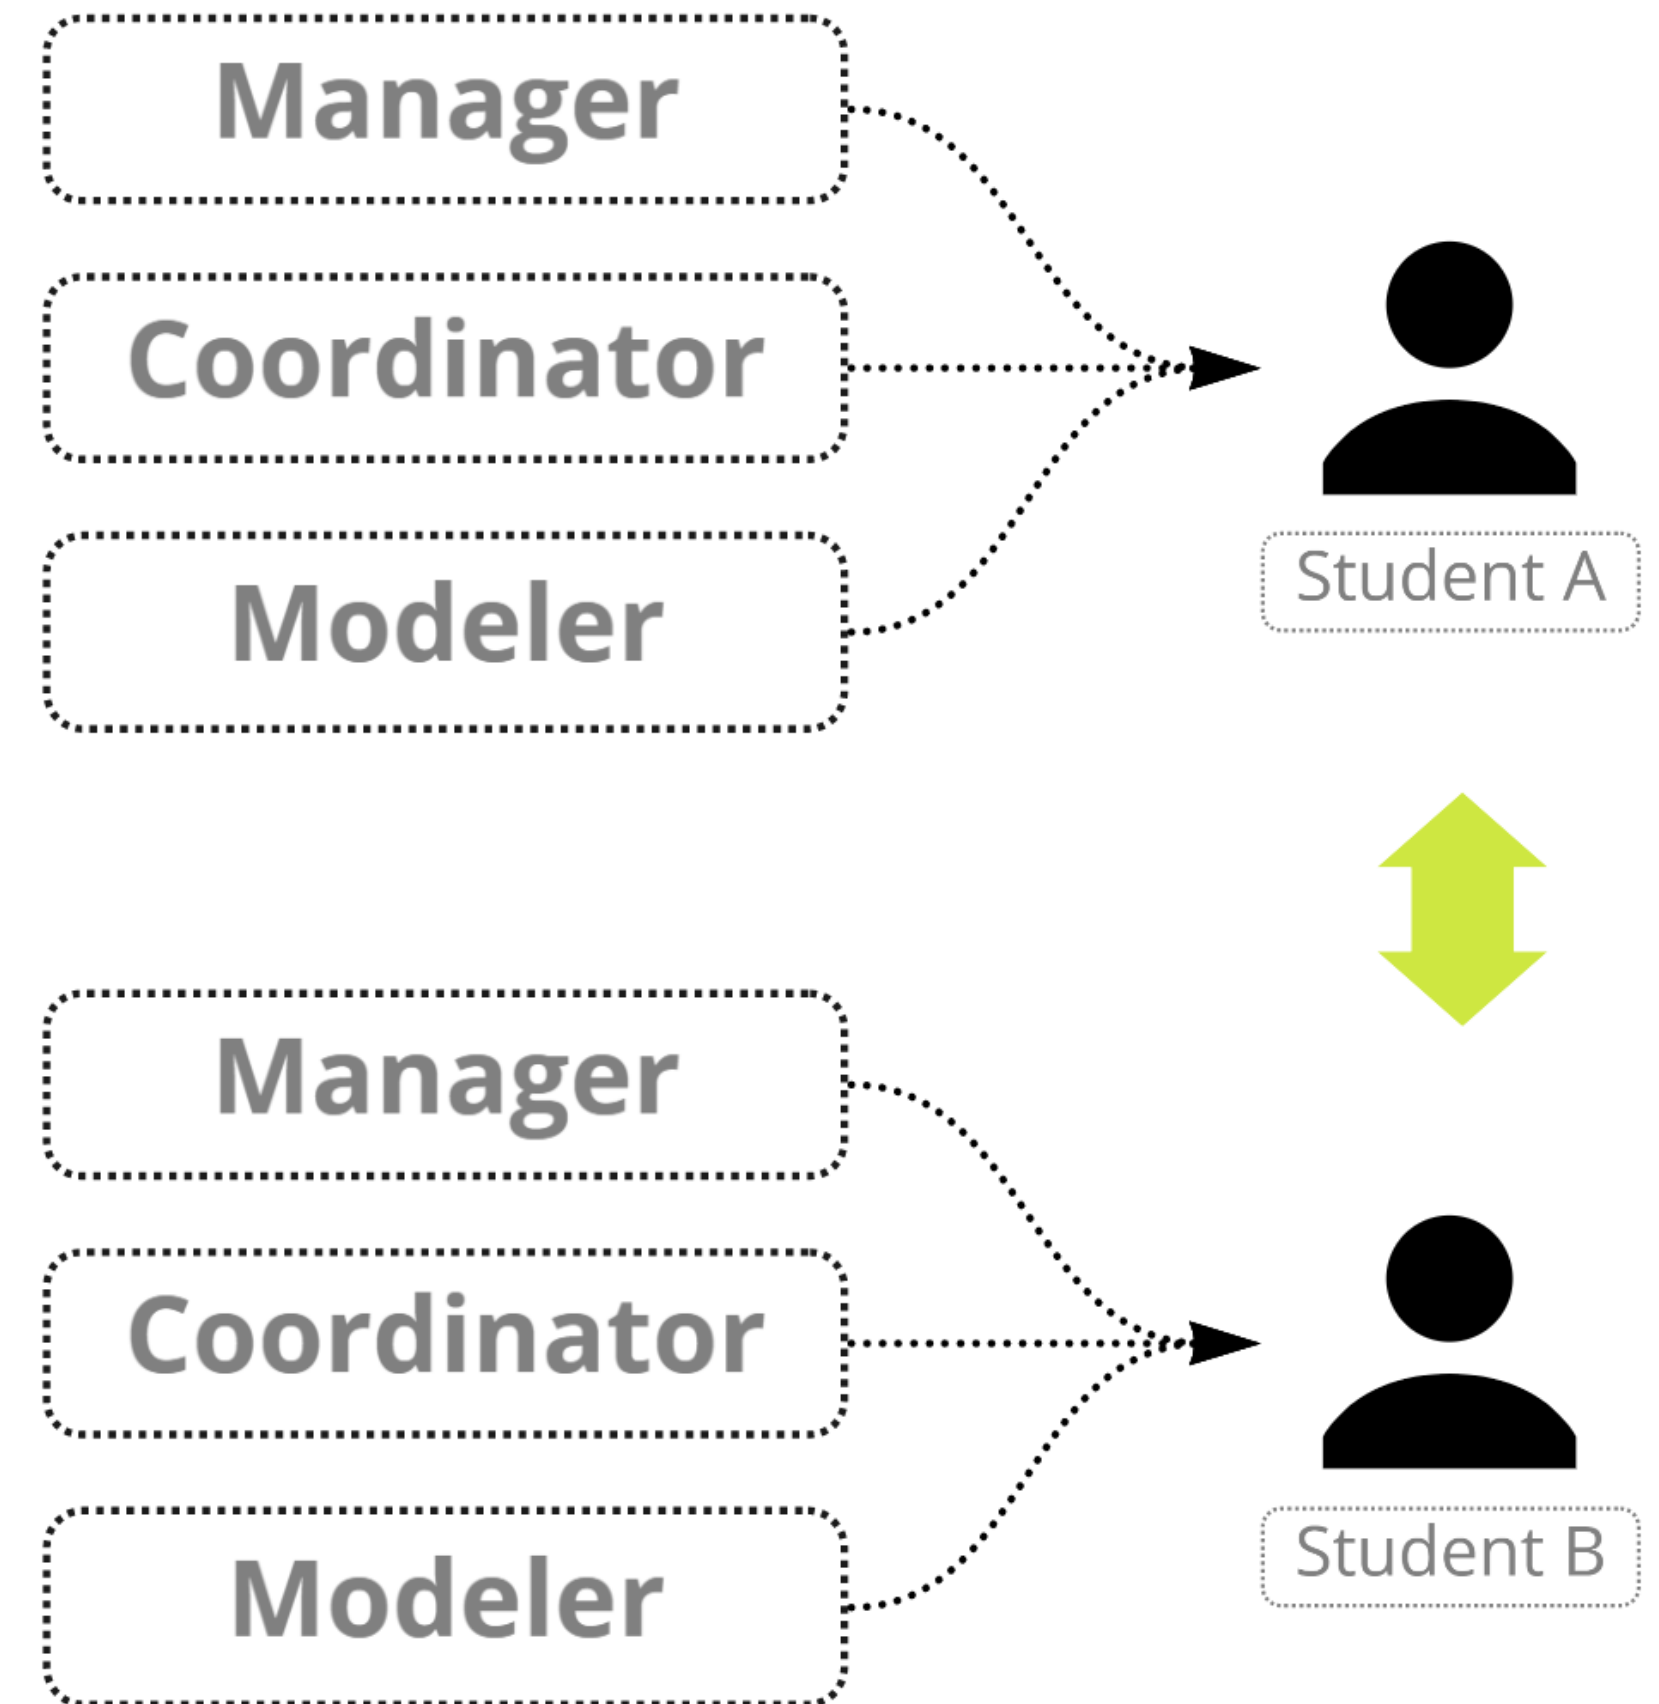 Manager
Coordinator
Modeler
Student A
Manager
Coordinator
Modeler
Student B